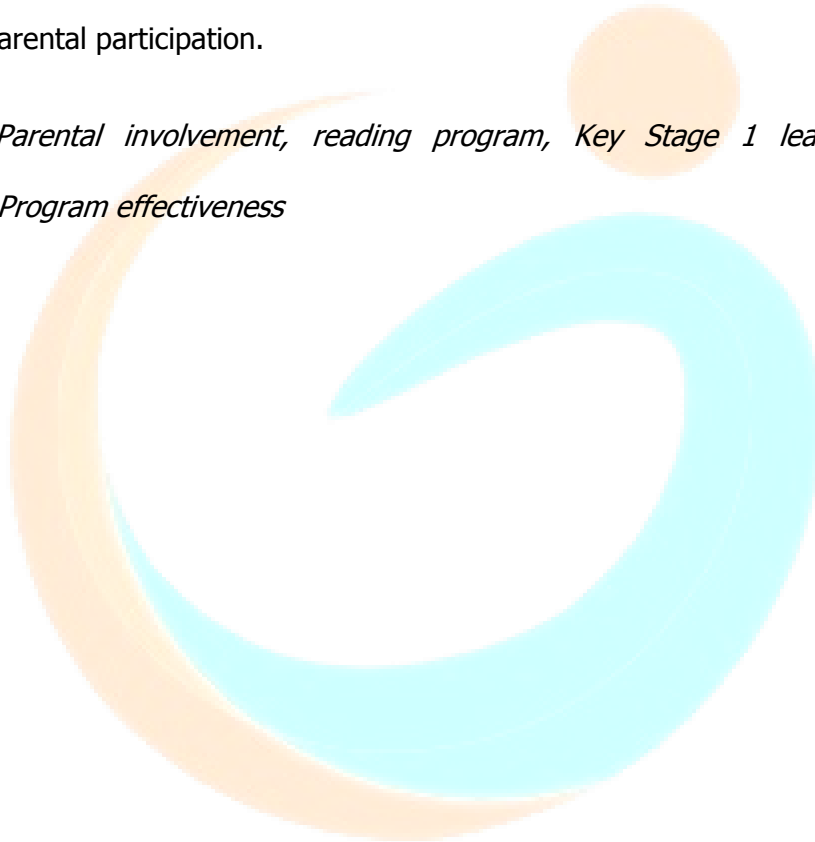 arental participation.
Parental involvement, reading program, Key Stage 1 lea
Program effectiveness